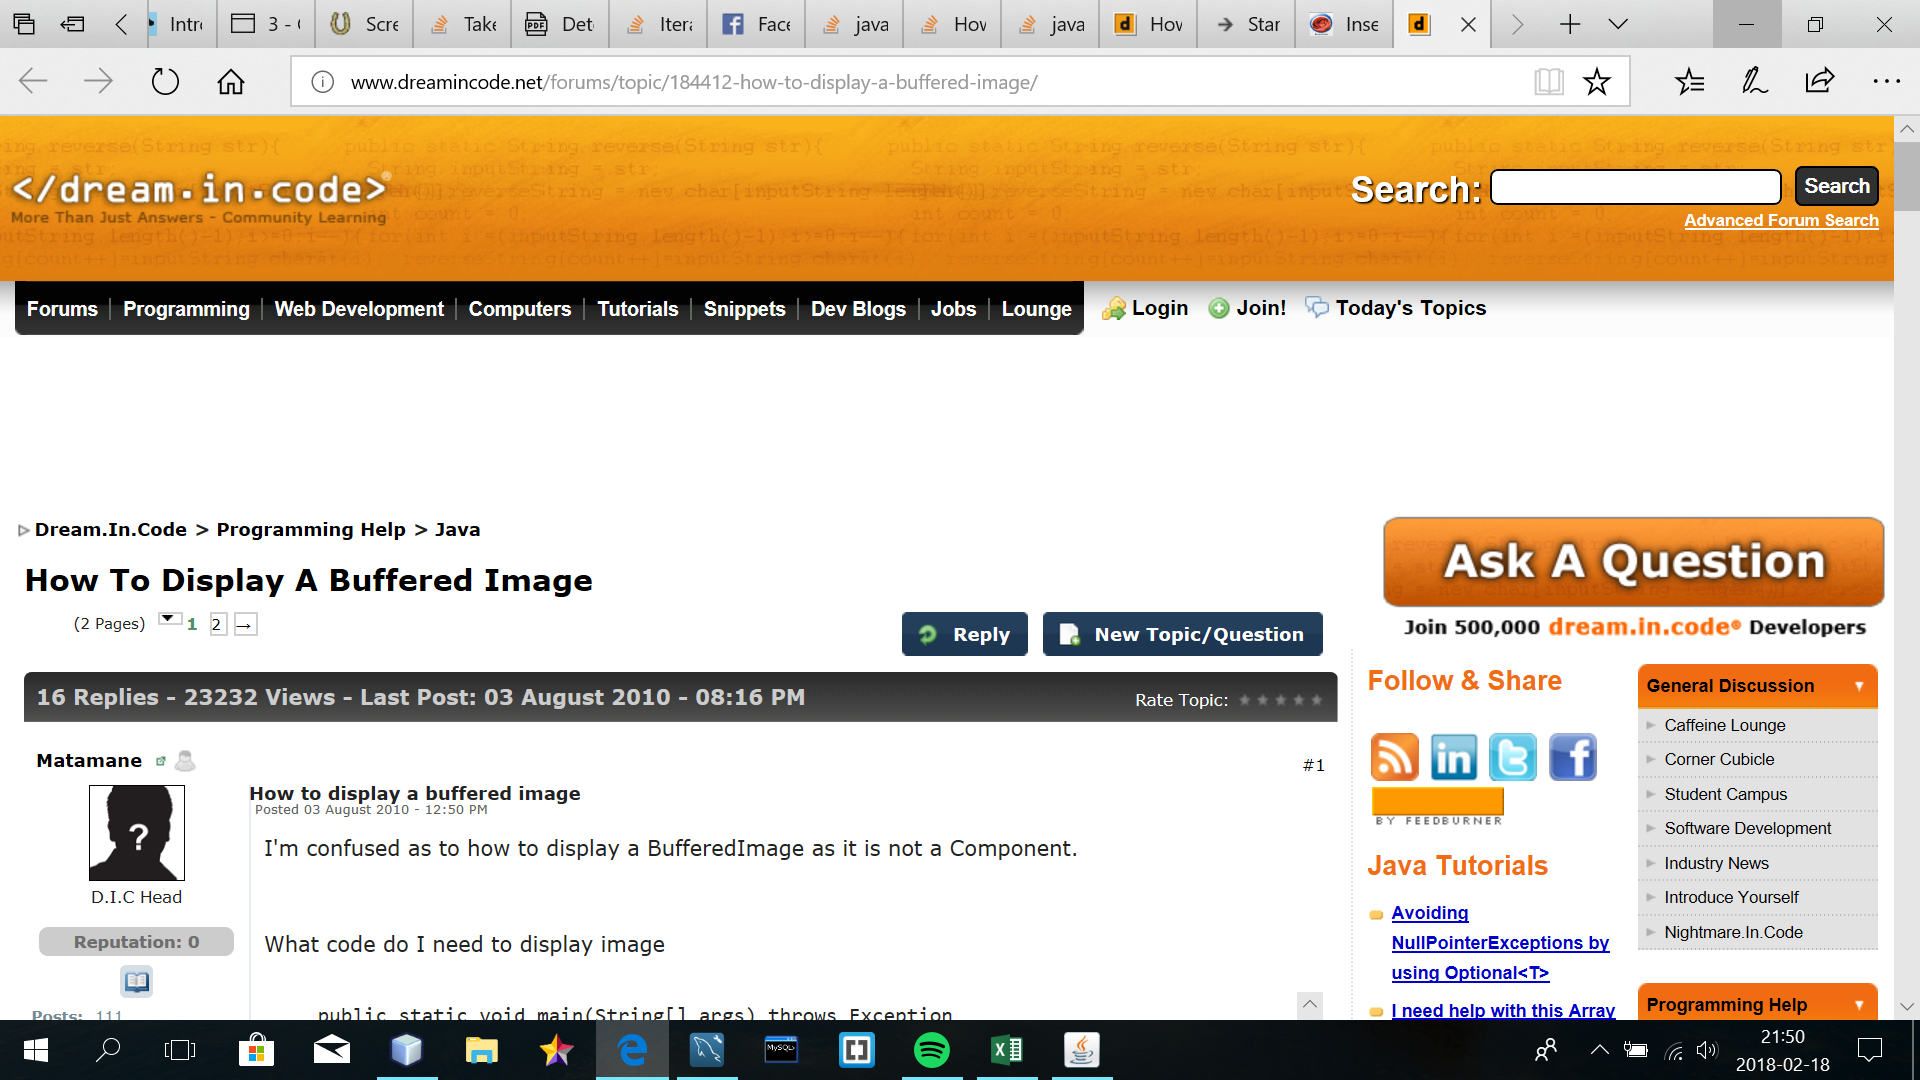 Intro
3 - (
Scre
Take
Dete
Itera
Face
java
How
java
How
Star
Inse
www.dreamincode.net/forums/topic/184412-how-to-display-a-buffered-image/
</dream.in.code>
More Than Just Answers - Community Learning
Search:
Search
Advanced Forum Search
Forums
Programming
Web Development
Computers
Tutorials
Snippets
Dev Blogs
Jobs
Lounge
Login
Join!
Today's Topics
Dream.In.Code > Programming Help > Java
How To Display A Buffered Image
(2 Pages) 1 2 →
Reply
New Topic/Question
16 Replies - 23232 Views - Last Post: 03 August 2010 - 08:16 PM
Rate Topic:
Matamane
#1
?
D.I.C Head
Reputation: 0
Posts: 111
How to display a buffered image
Posted 03 August 2010 - 12:50 PM
I'm confused as to how to display a BufferedImage as it is not a Component.
What code do I need to display image
public static void main(String[] args) throws Exception
Ask A Question
Join 500,000 dream.in.code® Developers
Follow & Share
BY FEEDBURNER
Java Tutorials
Avoiding
NullPointerExceptions by
using Optional<T>
I need help with this Array
General Discussion
Caffeine Lounge
Corner Cubicle
Student Campus
Software Development
Industry News
Introduce Yourself
Nightmare.In.Code
Programming Help
MySQL>
21:50
2018-02-18